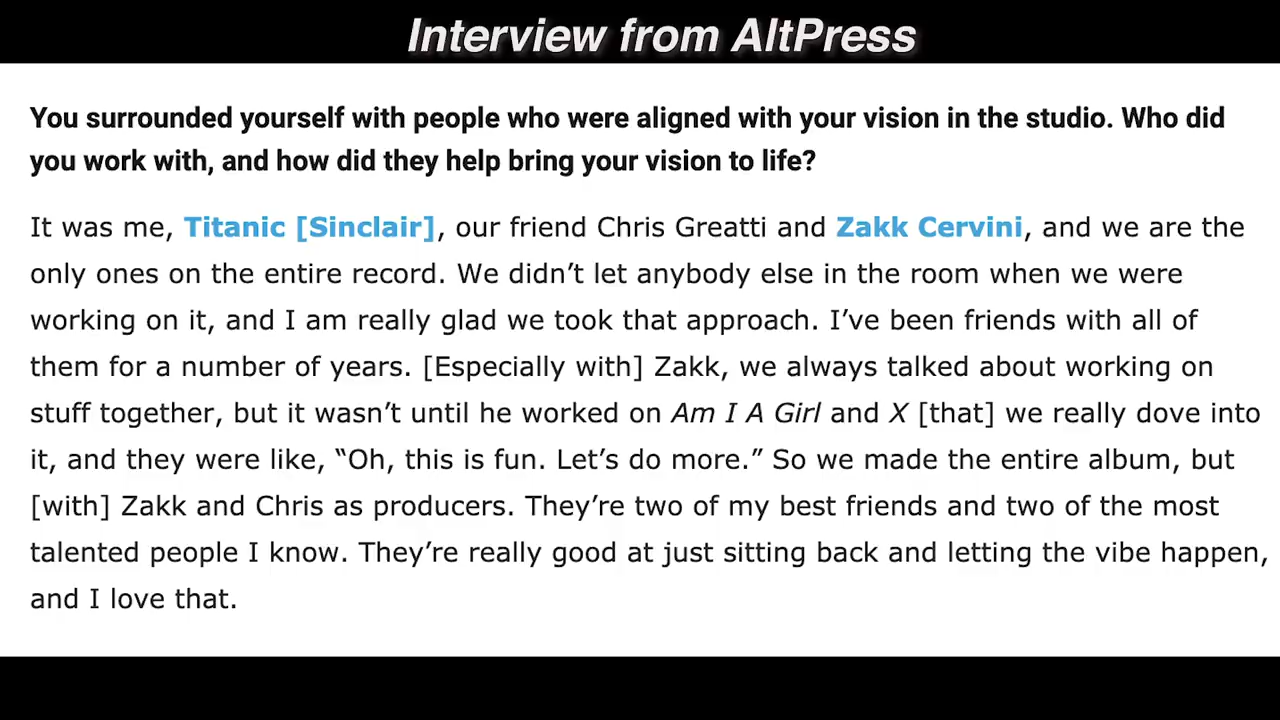 Interview from AltPress
You surrounded yourself with people who were aligned with your vision in the studio. Who did
you work with, and how did they help bring your vision to life?
It was me, Titanic [Sinclair], our friend Chris Greatti and Zakk Cervini, and we are the
only ones on the entire record. We didn’t let anybody else in the room when we were
working on it, and I am really glad we took that approach. I’ve been friends with all of
them for a number of years. [Especially with] Zakk, we always talked about working on
stuff together, but it wasn’t until he worked on Am I A Girl and X [that] we really dove into
it, and they were like, “Oh, this is fun. Let’s do more.” So we made the entire album, but
[with] Zakk and Chris as producers. They’re two of my best friends and two of the most
talented people I know. They’re really good at just sitting back and letting the vibe happen,
and I love that.